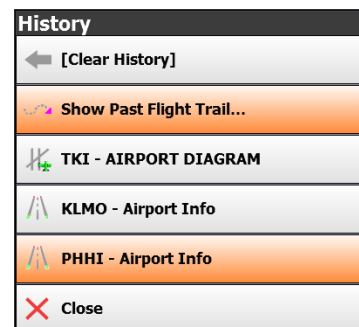 History
[Clear History]
Show Past Flight Trail...
TKI - AIRPORT DIAGRAM
KLMO - Airport Info
PHHI - Airport Info
Close